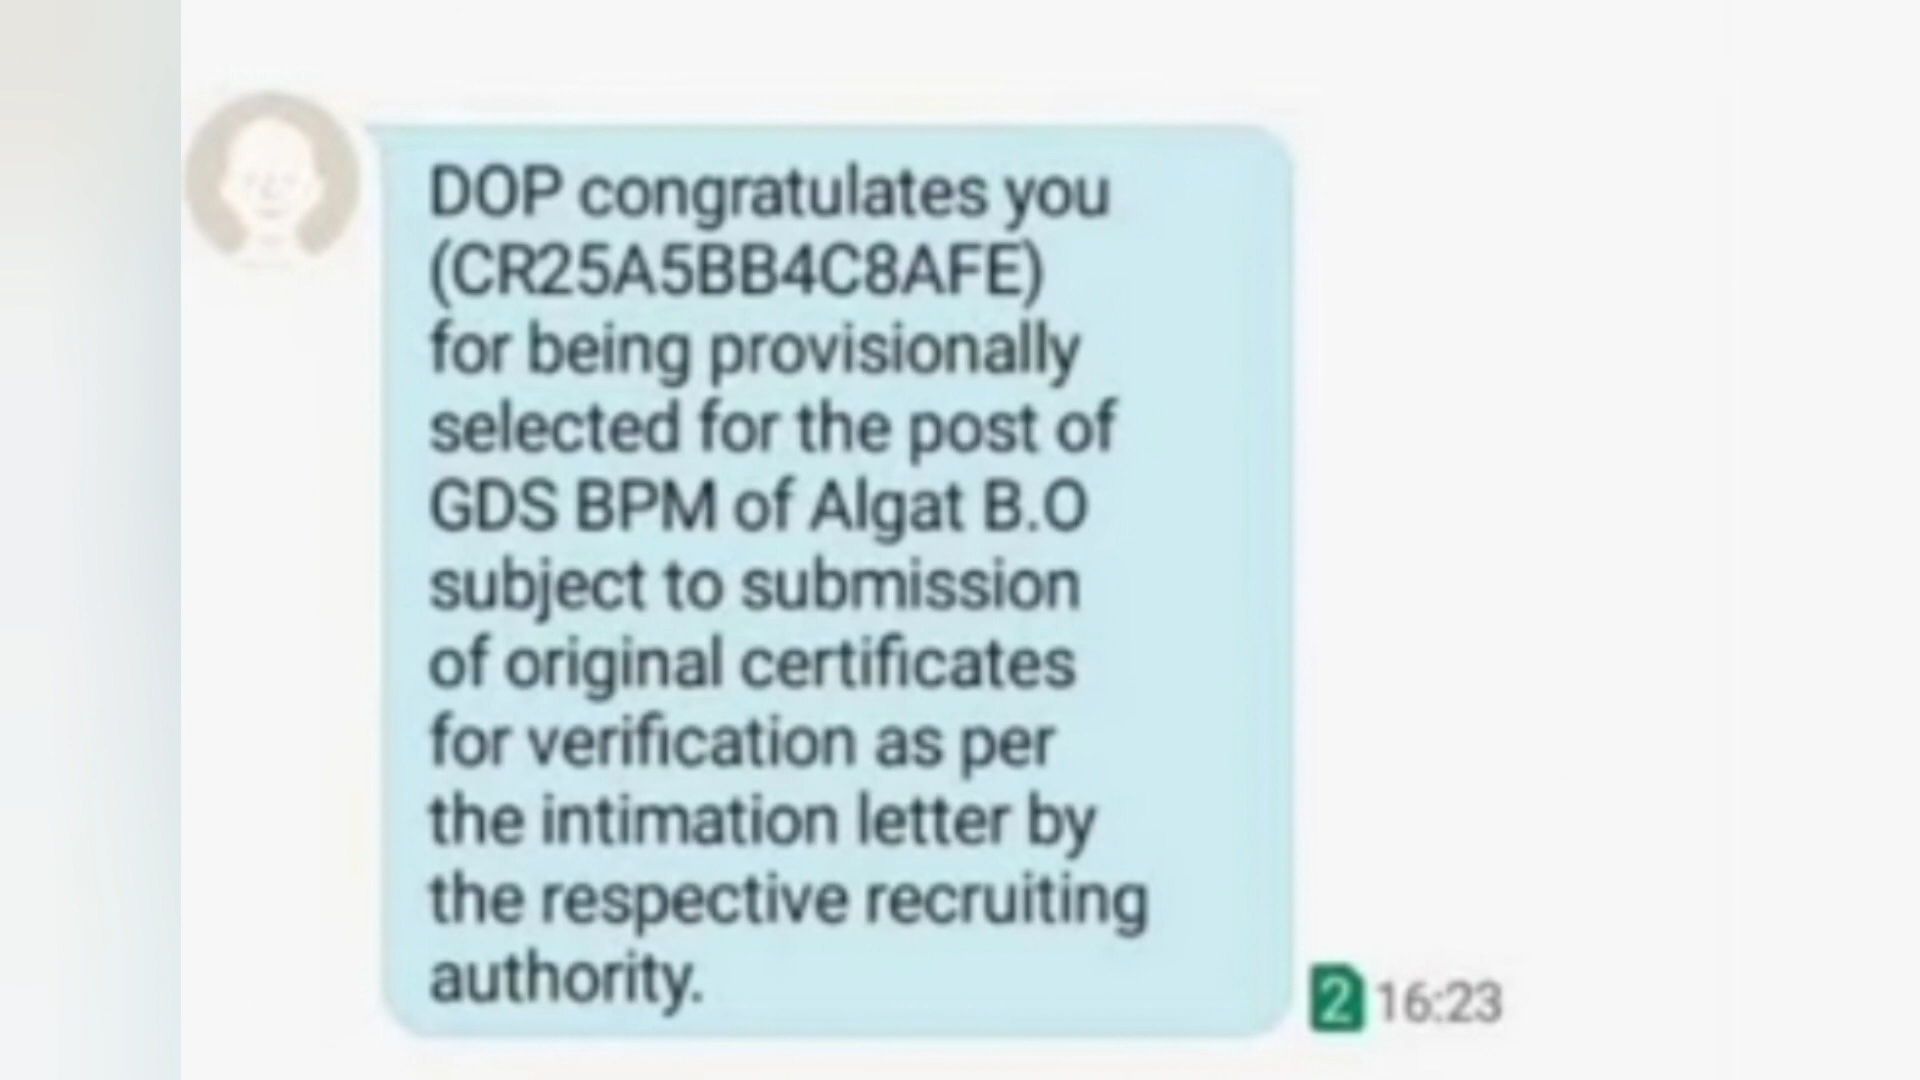 DOP congratulates you
(CR25A5BB4C8AFE)
for being provisionally
selected for the post of
GDS BPM of Algat B.O
subject to submission
of original certificates
for verification as per
the intimation letter by
the respective recruiting
authority.
2 16:23